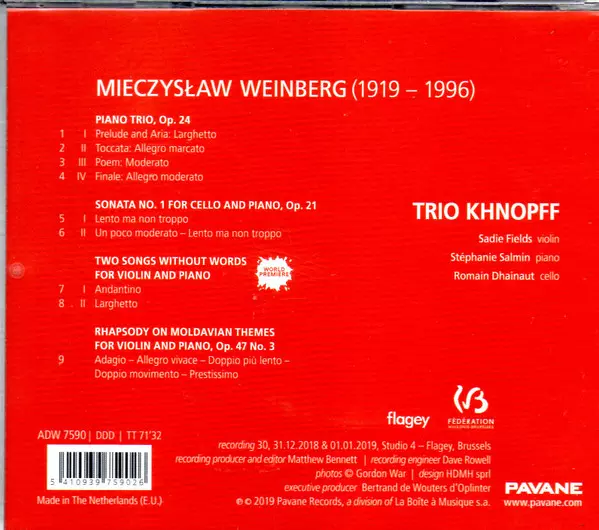 MIECZYSŁAW WEINBERG (1919 – 1996)
PIANO TRIO, Op. 24
1 I Prelude and Aria: Larghetto
2 II Toccata: Allegro marcato
3 III Poem: Moderato
4 IV Finale: Allegro moderato
SONATA NO. 1 FOR CELLO AND PIANO, Op. 21
5 I Lento ma non troppo
6 II Un poco moderato – Lento ma non troppo
TWO SONGS WITHOUT WORDS
FOR VIOLIN AND PIANO
WORLD
PREMIERE
7 I Andantino
8 II Larghetto
RHAPSODY ON MOLDAVIAN THEMES
FOR VIOLIN AND PIANO, Op. 47 No. 3
9 Adagio – Allegro vivace – Doppio più lento –
Doppio movimento – Prestissimo
TRIO KHNOPFF
Sadie Fields violin
Stéphanie Salmin piano
Romain Dhainaut cello
flagey
FÉDÉRATION
WALLONIE-BRUXELLES
ADW 7590 | DDD | TT 71'32
5 410939 759026
Made in The Netherlands (E.U.)
recording 30, 31.12.2018 & 01.01.2019, Studio 4 – Flagey, Brussels
recording producer and editor Matthew Bennett | recording engineer Dave Rowell
photos © Gordon War | design HDMH sprl
executive producer Bertrand de Wouters d'Oplinter
℗ © 2019 Pavane Records, a division of La Boîte à Musique s.a.
PAVANE
www.pavane.com